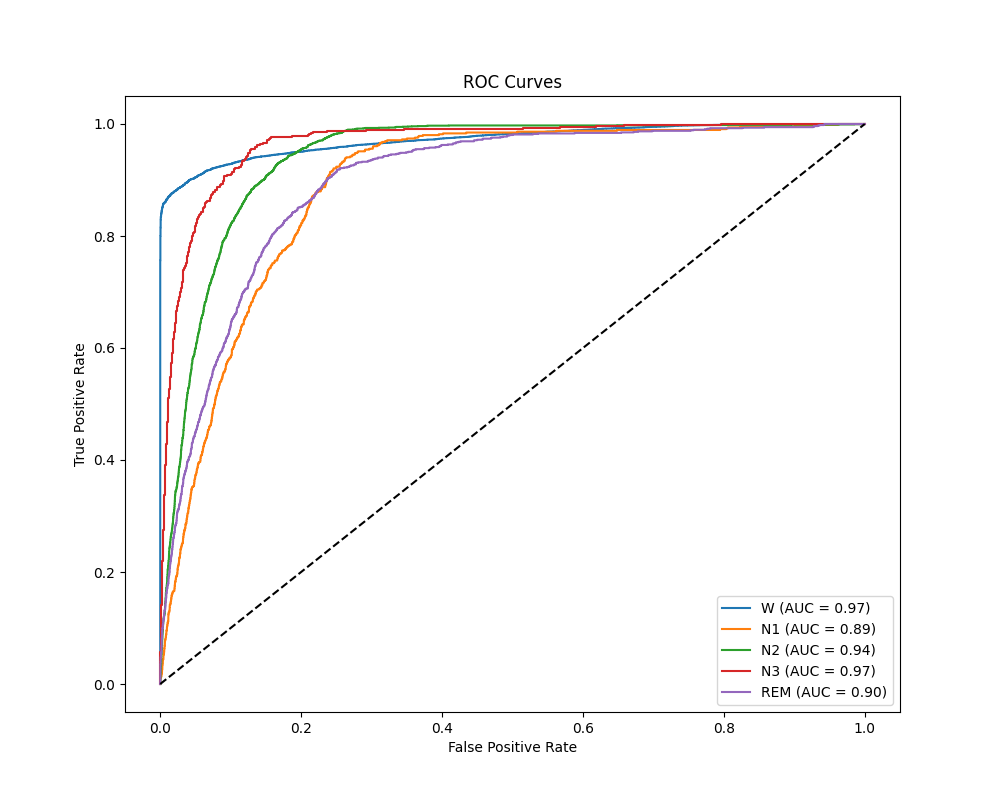 ROC Curves
True Positive Rate
1.0
0.8
0.6
0.4
0.2
0.0
0.0 0.2 0.4 0.6 0.8 1.0
False Positive Rate
W (AUC = 0.97)
N1 (AUC = 0.89)
N2 (AUC = 0.94)
N3 (AUC = 0.97)
REM (AUC = 0.90)